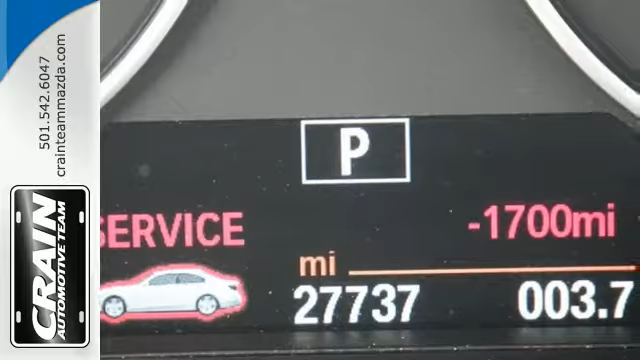 501.542.6047
crainteammazda.com
CRAIN
AUTOMOTIVE TEAM
P
SERVICE -1700mi
mi
27737 003.7